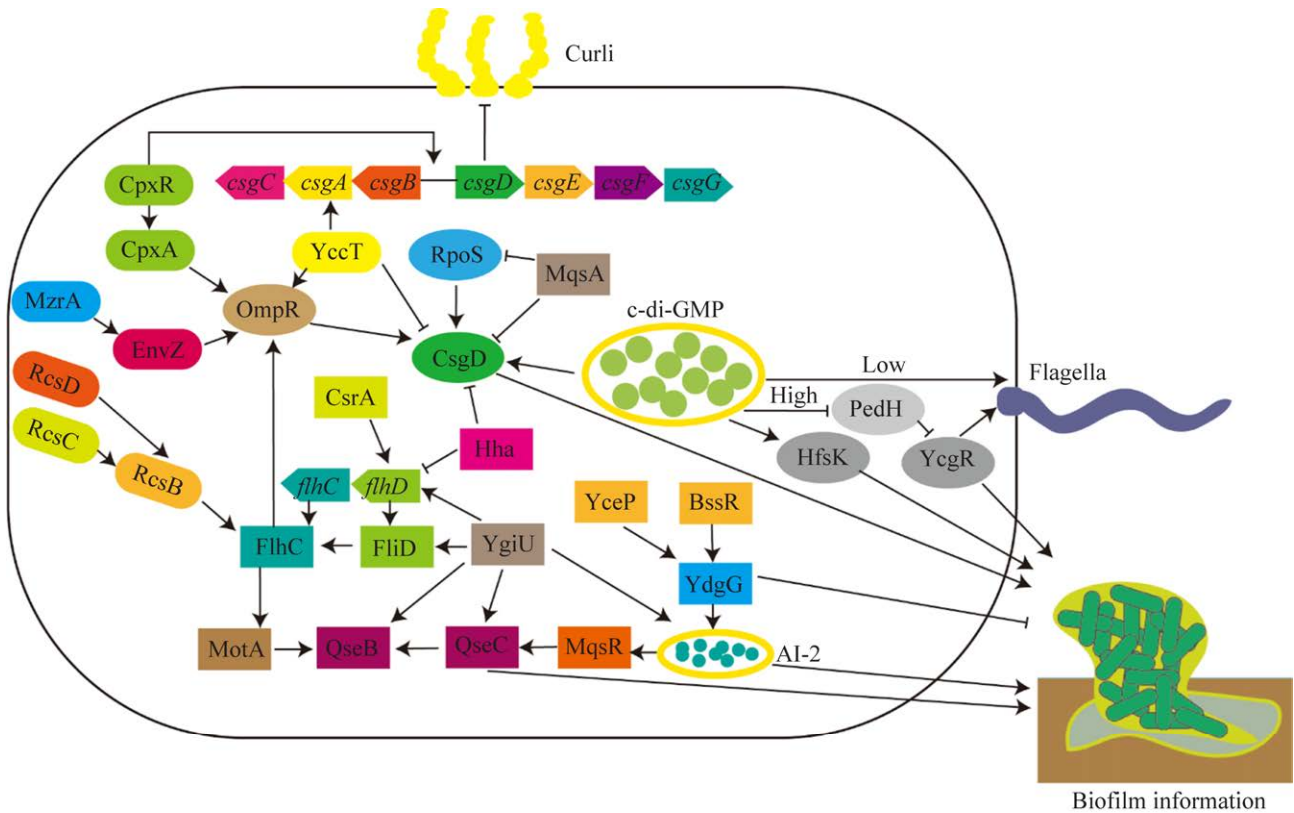 Curli
CpxR
csgC
csgA
csgB
csgD
csgE
csgF
csgG
CpxA
YccT
RpoS
MqsA
MzrA
OmpR
c-di-GMP
EnvZ
CsgD
Low
Flagella
RcsD
CsrA
High
PedH
RcsC
Hha
HfsK
YcgR
RcsB
flhC
flhD
YceP
BssR
FlhC
FliD
YgiU
YdgG
MotA
QseB
QseC
MqsR
AI-2
Biofilm information